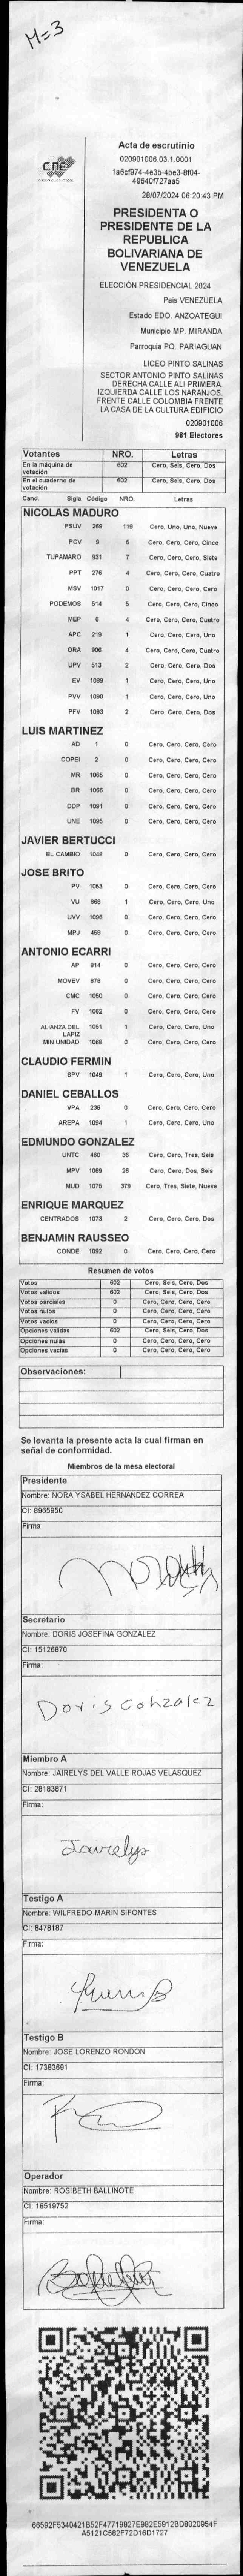 M=3
CNE
Acta de escrutinio
020901006.03.1.0001
1a6cf974-4e3b-4be3-8f04-
49640f727aa5
28/07/2024 06:20:43 PM
PRESIDENTA O
PRESIDENTE DE LA
REPUBLICA
BOLIVARIANA DE
VENEZUELA
ELECCIÓN PRESIDENCIAL 2024
Pais VENEZUELA
Estado EDO. ANZOATEGUI
Municipio MP. MIRANDA
Parroquia PQ. PARIAGUAN
LICEO PINTO SALINAS
SECTOR ANTONIO PINTO SALINAS
DERECHA CALLE ALI PRIMERA.
IZQUIERDA CALLE LOS NARANJOS.
FRENTE CALLE COLOMBIA FRENTE
LA CASA DE LA CULTURA EDIFICIO
020901006
981 Electores
Votantes NRO. Letras
En la máquina de votación 602 Cero, Seis, Cero, Dos
En el cuaderno de votación 602 Cero, Seis, Cero, Dos
Cand. Sigla Código NRO. Letras
NICOLAS MADURO
PSUV 269 119 Cero, Uno, Uno, Nueve
PCV 9 5 Cero, Cero, Cero, Cinco
TUPAMARO 931 7 Cero, Cero, Cero, Siete
PPT 276 4 Cero, Cero, Cero, Cuatro
MSV 1017 0 Cero, Cero, Cero, Cero
PODEMOS 514 5 Cero, Cero, Cero, Cinco
MEP 6 4 Cero, Cero, Cero, Cuatro
APC 219 1 Cero, Cero, Cero, Uno
ORA 906 4 Cero, Cero, Cero, Cuatro
UPV 513 2 Cero, Cero, Cero, Dos
EV 1089 1 Cero, Cero, Cero, Uno
PVV 1090 1 Cero, Cero, Cero, Uno
PFV 1093 2 Cero, Cero, Cero, Dos
LUIS MARTINEZ
AD 1 0 Cero, Cero, Cero, Cero
COPEI 2 0 Cero, Cero, Cero, Cero
MR 1065 0 Cero, Cero, Cero, Cero
BR 1066 0 Cero, Cero, Cero, Cero
DDP 1091 0 Cero, Cero, Cero, Cero
UNE 1095 0 Cero, Cero, Cero, Cero
JAVIER BERTUCCI
EL CAMBIO 1048 0 Cero, Cero, Cero, Cero
JOSE BRITO
PV 1053 0 Cero, Cero, Cero, Cero
VU 969 1 Cero, Cero, Cero, Uno
UVV 1096 0 Cero, Cero, Cero, Cero
MPJ 458 0 Cero, Cero, Cero, Cero
ANTONIO ECARRI
AP 814 0 Cero, Cero, Cero, Cero
MOVEV 878 0 Cero, Cero, Cero, Cero
CMC 1050 0 Cero, Cero, Cero, Cero
FV 1052 0 Cero, Cero, Cero, Cero
ALIANZA DEL LAPIZ 1051 1 Cero, Cero, Cero, Uno
MIN UNIDAD 1069 0 Cero, Cero, Cero, Cero
CLAUDIO FERMIN
SPV 1049 1 Cero, Cero, Cero, Uno
DANIEL CEBALLOS
VPA 236 0 Cero, Cero, Cero, Cero
AREPA 1094 1 Cero, Cero, Cero, Uno
EDMUNDO GONZALEZ
UNTC 460 36 Cero, Cero, Tres, Seis
MPV 1069 26 Cero, Cero, Dos, Seis
MUD 1075 379 Cero, Tres, Siete, Nueve
ENRIQUE MARQUEZ
CENTRADOS 1073 2 Cero, Cero, Cero, Dos
BENJAMIN RAUSSEO
CONDE 1092 0 Cero, Cero, Cero, Cero
Resumen de votos
Votos 602 Cero, Seis, Cero, Dos
Votos validos 602 Cero, Seis, Cero, Dos
Votos parciales 0 Cero, Cero, Cero, Cero
Votos nulos 0 Cero, Cero, Cero, Cero
Votos vacios 0 Cero, Cero, Cero, Cero
Opciones validas 602 Cero, Seis, Cero, Dos
Opciones nulas 0 Cero, Cero, Cero, Cero
Opciones vacias 0 Cero, Cero, Cero, Cero
Observaciones:
Se levanta la presente acta la cual firman en
señal de conformidad.
Miembros de la mesa electoral
Presidente
Nombre: NORA YSABEL HERNANDEZ CORREA
CI: 8965950
Firma:
Secretario
Nombre: DORIS JOSEFINA GONZALEZ
CI: 15126870
Firma:
Doris Gonzalez
Miembro A
Nombre: JAIRELYS DEL VALLE ROJAS VELASQUEZ
CI: 28183871
Firma:
Jairelys
Testigo A
Nombre: WILFREDO MARIN SIFONTES
CI: 8478187
Firma:
Testigo B
Nombre: JOSE LORENZO RONDON
CI: 17363691
Firma:
Operador
Nombre: ROSIBETH BALLINOTE
CI: 18519752
Firma:
66592F5340421B52F47719827E982E5912BD8020954F
A5121C582F72D16D1727